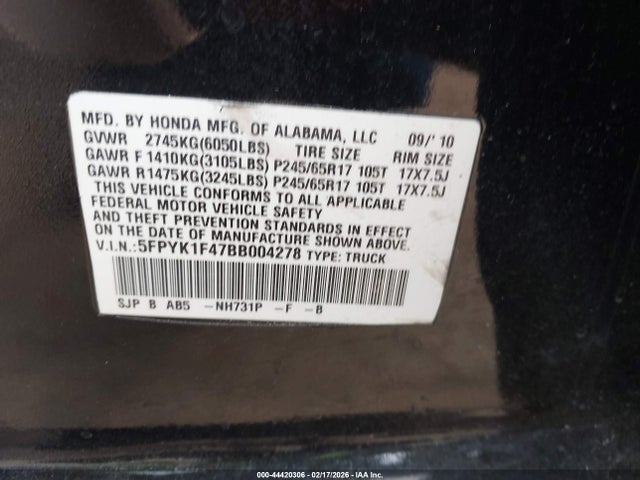 MFD. BY HONDA MFG. OF ALABAMA, LLC 09/'10
GVWR 2745KG(6050LBS) TIRE SIZE RIM SIZE
GAWR F 1410KG(3105LBS) P245/65R17 105T 17X7.5J
GAWR R1475KG(3245LBS) P245/65R17 105T 17X7.5J
THIS VEHICLE CONFORMS TO ALL APPLICABLE
FEDERAL MOTOR VEHICLE SAFETY
AND THEFT PREVENTION STANDARDS IN EFFECT
ON THE DATE OF MANUFACTURE SHOWN ABOVE.
V.I.N.:5FPYK1F47BB004278 TYPE: TRUCK
SJP B AB5 -NH731P -F -B
000-44420306 - 02/17/2026 - IAA Inc.